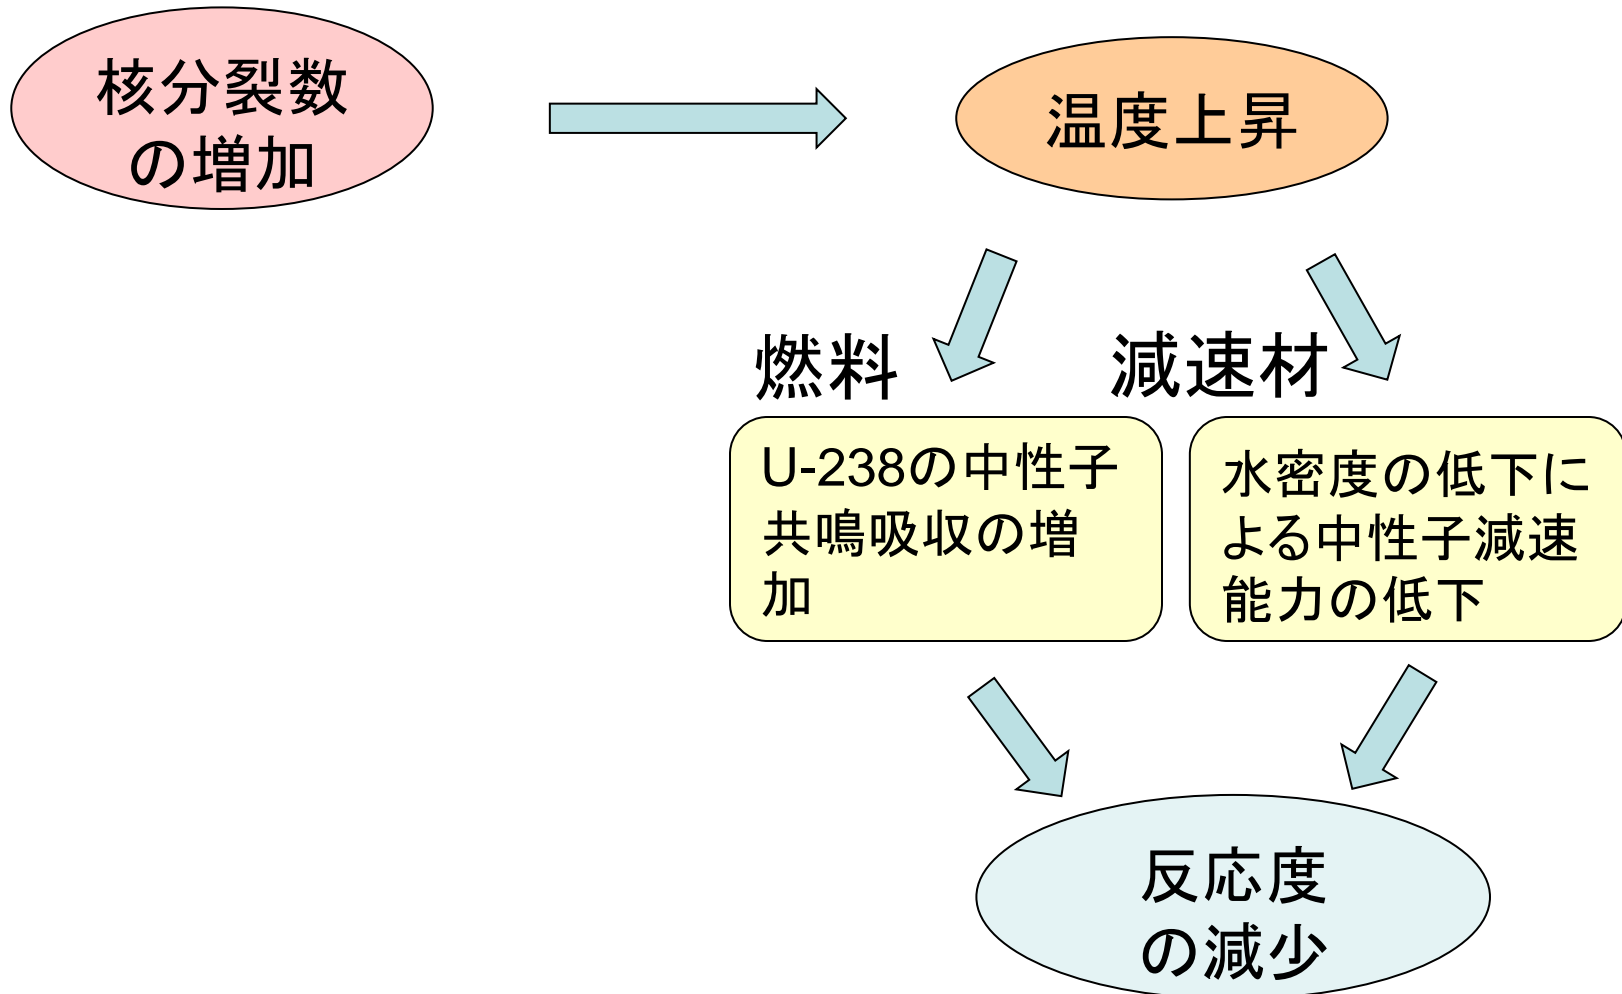 核分裂数
の増加
温度上昇
燃料
減速材
U-238の中性子
共鳴吸収の増
加
水密度の低下に
よる中性子減速
能力の低下
反応度
の減少